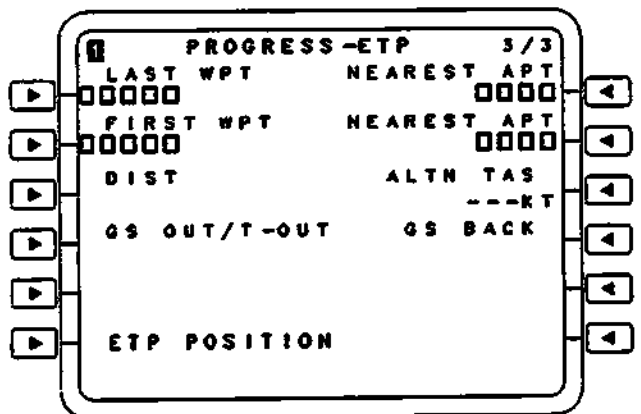 1 PROGRESS-ETP 3/3
LAST WPT NEAREST APT
□□□□□ □□□□
FIRST WPT NEAREST APT
□□□□□ □□□□
DIST ALTN TAS
---KT
GS OUT/T-OUT GS BACK
ETP POSITION